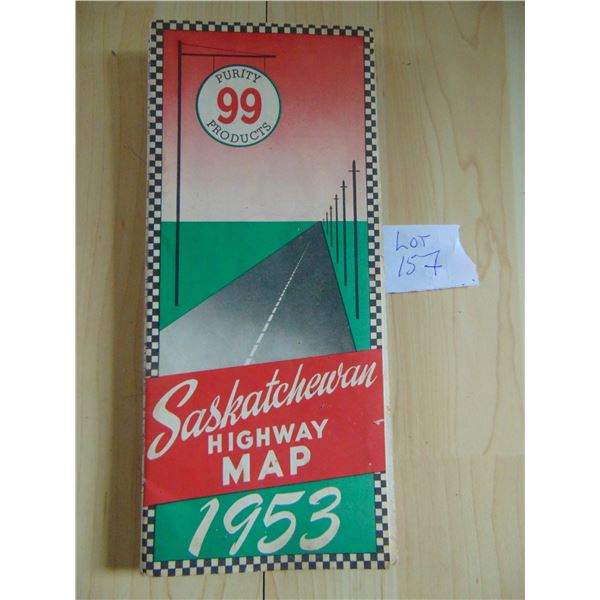 PURITY
99
PRODUCTS
LOT
157
Saskatchewan
HIGHWAY
MAP
1953